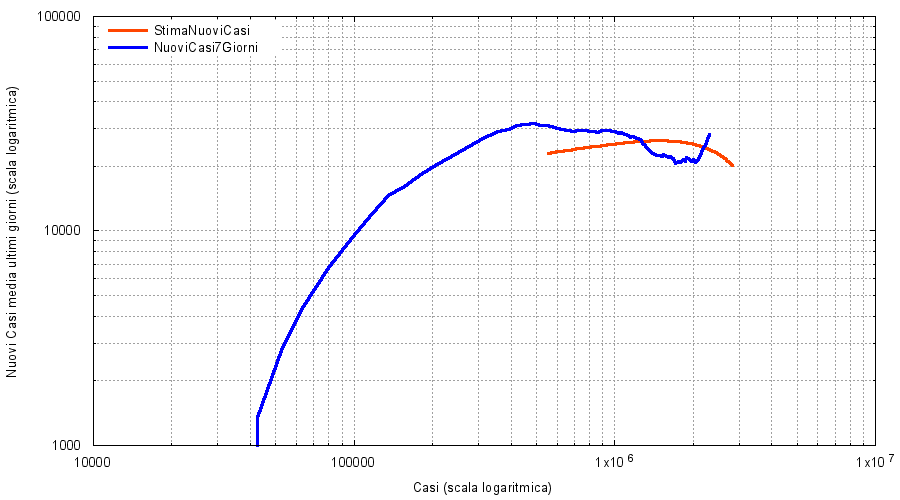 100000
StimaNuoviCasi
NuoviCasi7Giorni
Nuovi Casi media ultimi giorni (scala logaritmica)
10000
1000
10000
100000
1x10 6
1x10 7
Casi (scala logaritmica)